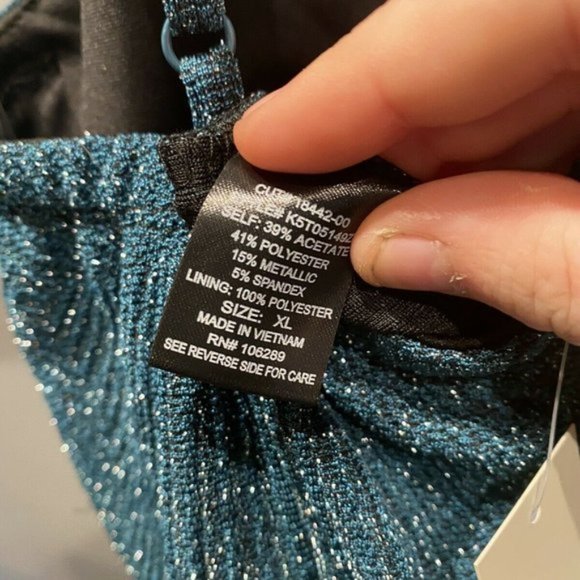 18442-00
K5T05149
SELF: 39% ACETATE
41% POLYESTER
15% METALLIC
5% SPANDEX
LINING: 100% POLYESTER
SIZE: XL
MADE IN VIETNAM
RN# 106289
SEE REVERSE SIDE FOR CARE